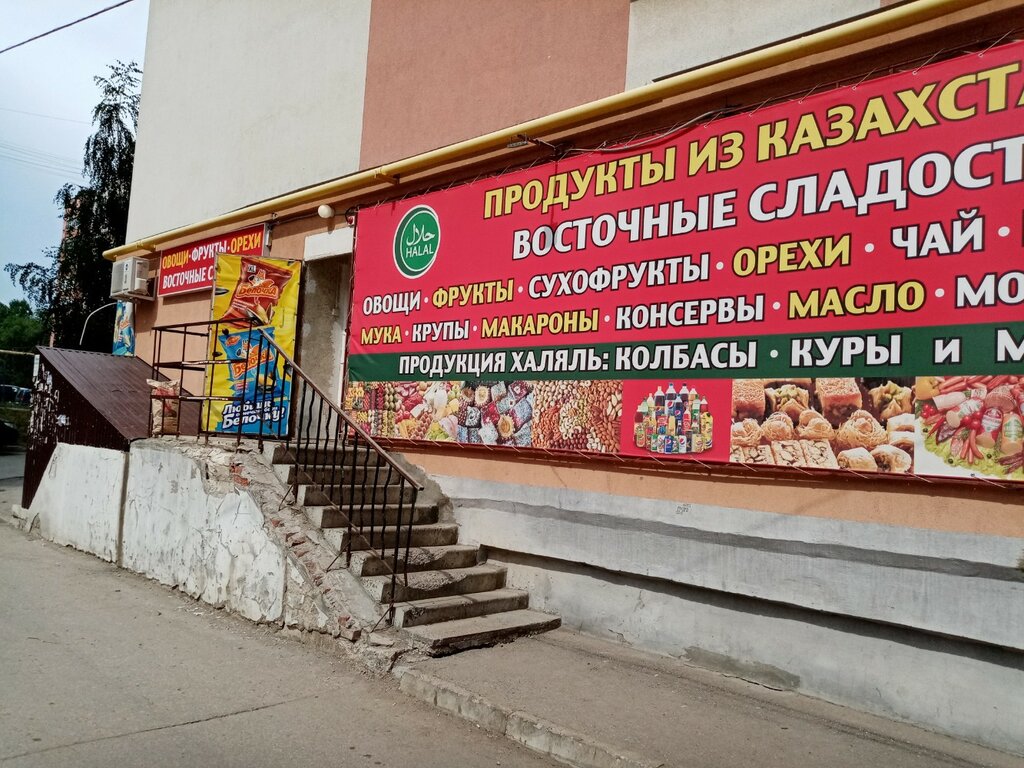 ПРОДУКТЫ ИЗ КАЗАХСТА
ВОСТОЧНЫЕ СЛАДОСТ
حلال
HALAL
ОВОЩИ · ФРУКТЫ · СУХОФРУКТЫ · ОРЕХИ · ЧАЙ ·
МУКА · КРУПЫ · МАКАРОНЫ · КОНСЕРВЫ · МАСЛО · МО
ПРОДУКЦИЯ ХАЛЯЛЬ: КОЛБАСЫ · КУРЫ и М
ОВОЩИ · ФРУКТЫ · ОРЕХИ
ВОСТОЧНЫЕ С